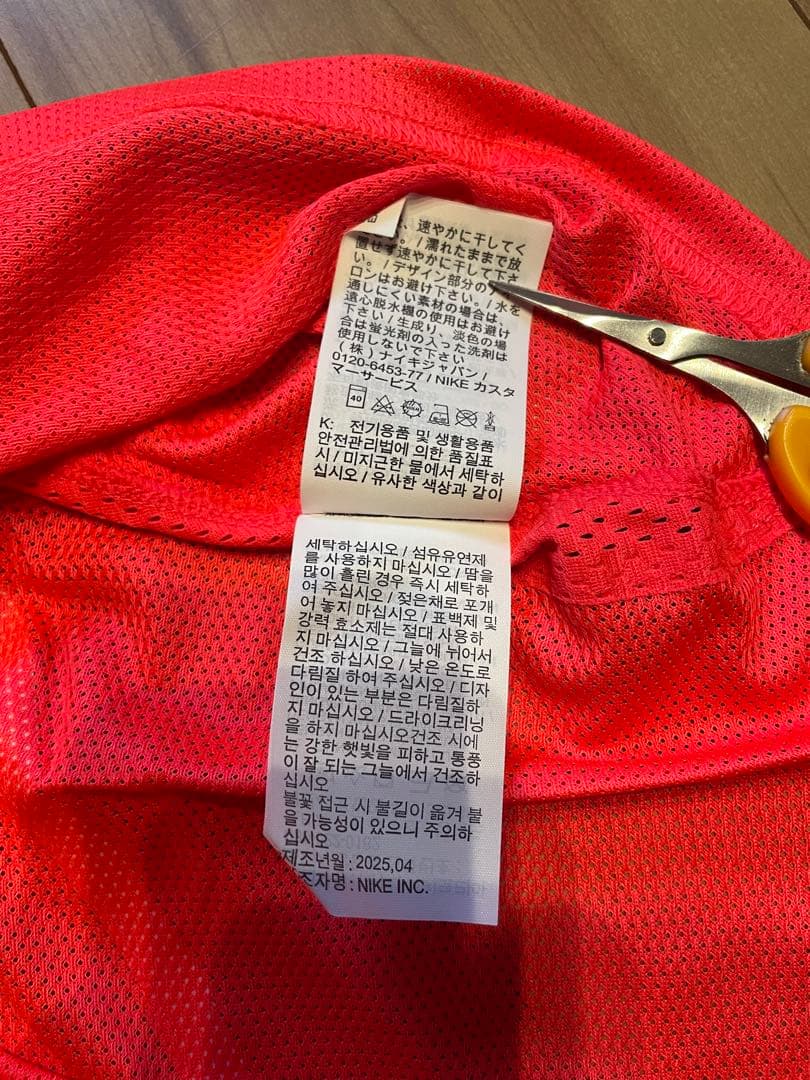 、速やかに干してく
。/濡れたままで放
置せず速やかに干して下さ
い。/デザイン部分の
ロンはお避け下さい。/水を
通しにくい素材の場合は、
遠心脱水機の使用はお避け
下さい/生成り、淡色の場
合は蛍光剤の入った洗剤は
使用しないで下さい
(株)ナイキジャパン/
0120-6453-77/NIKE カスタ
マーサービス
40
K: 전기용품 및 생활용품
안전관리법에 의한 품질표
시/미지근한 물에서 세탁하
십시오/유사한 색상과 같이
세탁하십시오/섬유유연제
를 사용하지 마십시오/땀을
많이 흘린 경우 즉시 세탁하
여 주십시오/젖은채로 포개
어 놓지 마십시오/표백제 및
강력 효소제는 절대 사용하
지 마십시오/그늘에 뉘어서
건조 하십시오/낮은 온도로
다림질 하여 주십시오/디자
인이 있는 부분은 다림질하
지 마십시오/드라이크리닝
을 하지 마십시오건조 시에
는 강한 햇빛을 피하고 통풍
이 잘 되는 그늘에서 건조하
십시오
불꽃 접근 시 불길이 옮겨 붙
을 가능성이 있으니 주의하
십시오
제조년월 : 2025,04
조자명 : NIKE INC.